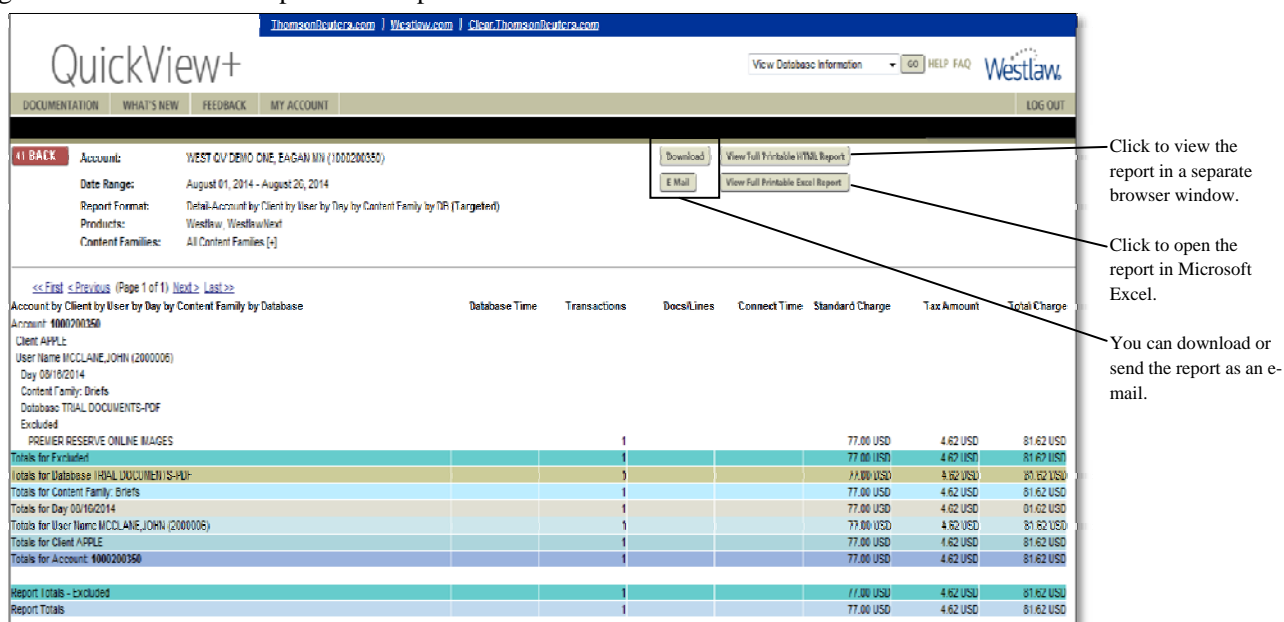 ThomsonReuters.com | Westlaw.com | Clear.ThomsonReuters.com
QuickView+
View Database Information GO HELP FAQ Westlaw.
DOCUMENTATION WHAT'S NEW FEEDBACK MY ACCOUNT LOG OUT
BACK Account: WEST QV DEMO ONE, EAGAN MN (1000200350) Download View Full Printable HTML Report
Date Range: August 01, 2014 - August 26, 2014 E Mail View Full Printable Excel Report
Report Format: Detail-Account by Client by User by Day by Content Family by DB (Targeted)
Products: Westlaw, WestlawNext
Content Families: All Content Families [+]
Click to view the
report in a separate
browser window.
Click to open the
report in Microsoft
Excel.
You can download or
send the report as an e-
mail.
<< First < Previous (Page 1 of 1) Next > Last >>
Account by Client by User by Day by Content Family by Database Database Time Transactions Docs/Lines Connect Time Standard Charge Tax Amount Total Charge
Account: 1000200350
Client APPLE
User Name MCCLANE,JOHN (2000006)
Day 08/16/2014
Content Family: Briefs
Database TRIAL DOCUMENTS-PDF
Excluded
PREMIER RESERVE ONLINE IMAGES 1 77.00 USD 4.62 USD 81.62 USD
Totals for Excluded 1 77.00 USD 4.62 USD 81.62 USD
Totals for Database TRIAL DOCUMENTS-PDF 1 77.00 USD 4.62 USD 81.62 USD
Totals for Content Family: Briefs 1 77.00 USD 4.62 USD 81.62 USD
Totals for Day 08/16/2014 1 77.00 USD 4.62 USD 81.62 USD
Totals for User Name MCCLANE,JOHN (2000006) 1 77.00 USD 4.62 USD 81.62 USD
Totals for Client APPLE 1 77.00 USD 4.62 USD 81.62 USD
Totals for Account: 1000200350 1 77.00 USD 4.62 USD 81.62 USD
Report Totals - Excluded 1 77.00 USD 4.62 USD 81.62 USD
Report Totals 1 77.00 USD 4.62 USD 81.62 USD